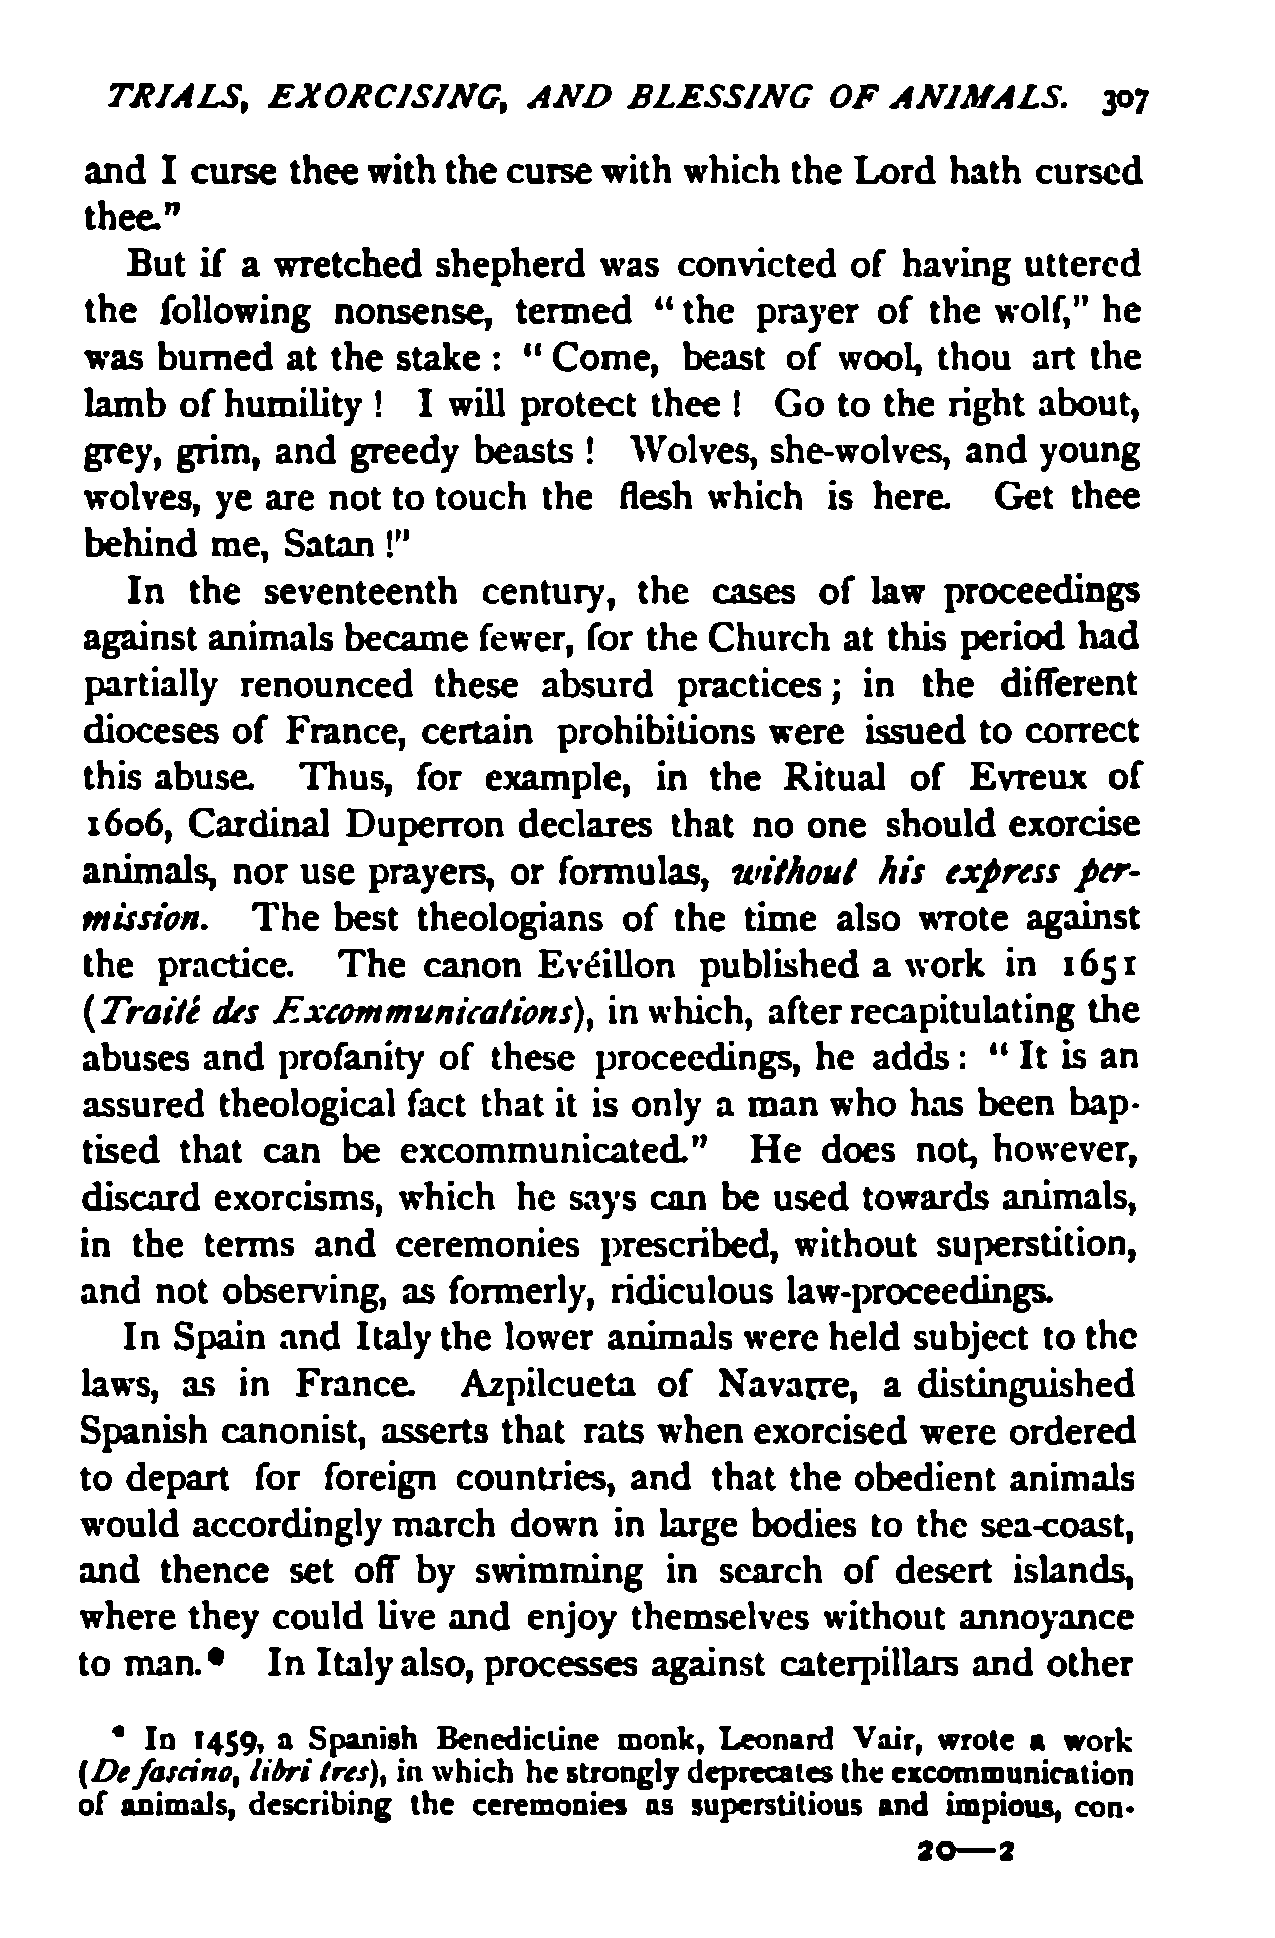 TRIALS, EXORCISING, AND BLESSING OF ANIMALS. 307
and I curse thee with the curse with which the Lord hath cursed
thee."
But if a wretched shepherd was convicted of having uttered
the following nonsense, termed "the prayer of the wolf," he
was burned at the stake : "Come, beast of wool, thou art the
lamb of humility ! I will protect thee ! Go to the right about,
grey, grim, and greedy beasts ! Wolves, she-wolves, and young
wolves, ye are not to touch the flesh which is here. Get thee
behind me, Satan !"
In the seventeenth century, the cases of law proceedings
against animals became fewer, for the Church at this period had
partially renounced these absurd practices ; in the different
dioceses of France, certain prohibitions were issued to correct
this abuse. Thus, for example, in the Ritual of Evreux of
1606, Cardinal Duperron declares that no one should exorcise
animals, nor use prayers, or formulas, without his express per-
mission. The best theologians of the time also wrote against
the practice. The canon Evéillon published a work in 1651
(Traité des Excommunications), in which, after recapitulating the
abuses and profanity of these proceedings, he adds : "It is an
assured theological fact that it is only a man who has been bap-
tised that can be excommunicated." He does not, however,
discard exorcisms, which he says can be used towards animals,
in the terms and ceremonies prescribed, without superstition,
and not observing, as formerly, ridiculous law-proceedings.
In Spain and Italy the lower animals were held subject to the
laws, as in France. Azpilcueta of Navarre, a distinguished
Spanish canonist, asserts that rats when exorcised were ordered
to depart for foreign countries, and that the obedient animals
would accordingly march down in large bodies to the sea-coast,
and thence set off by swimming in search of desert islands,
where they could live and enjoy themselves without annoyance
to man.* In Italy also, processes against caterpillars and other
* In 1459, a Spanish Benedictine monk, Leonard Vair, wrote a work
(De fascino, libri tres), in which he strongly deprecates the excommunication
of animals, describing the ceremonies as superstitious and impious, con-
20—2